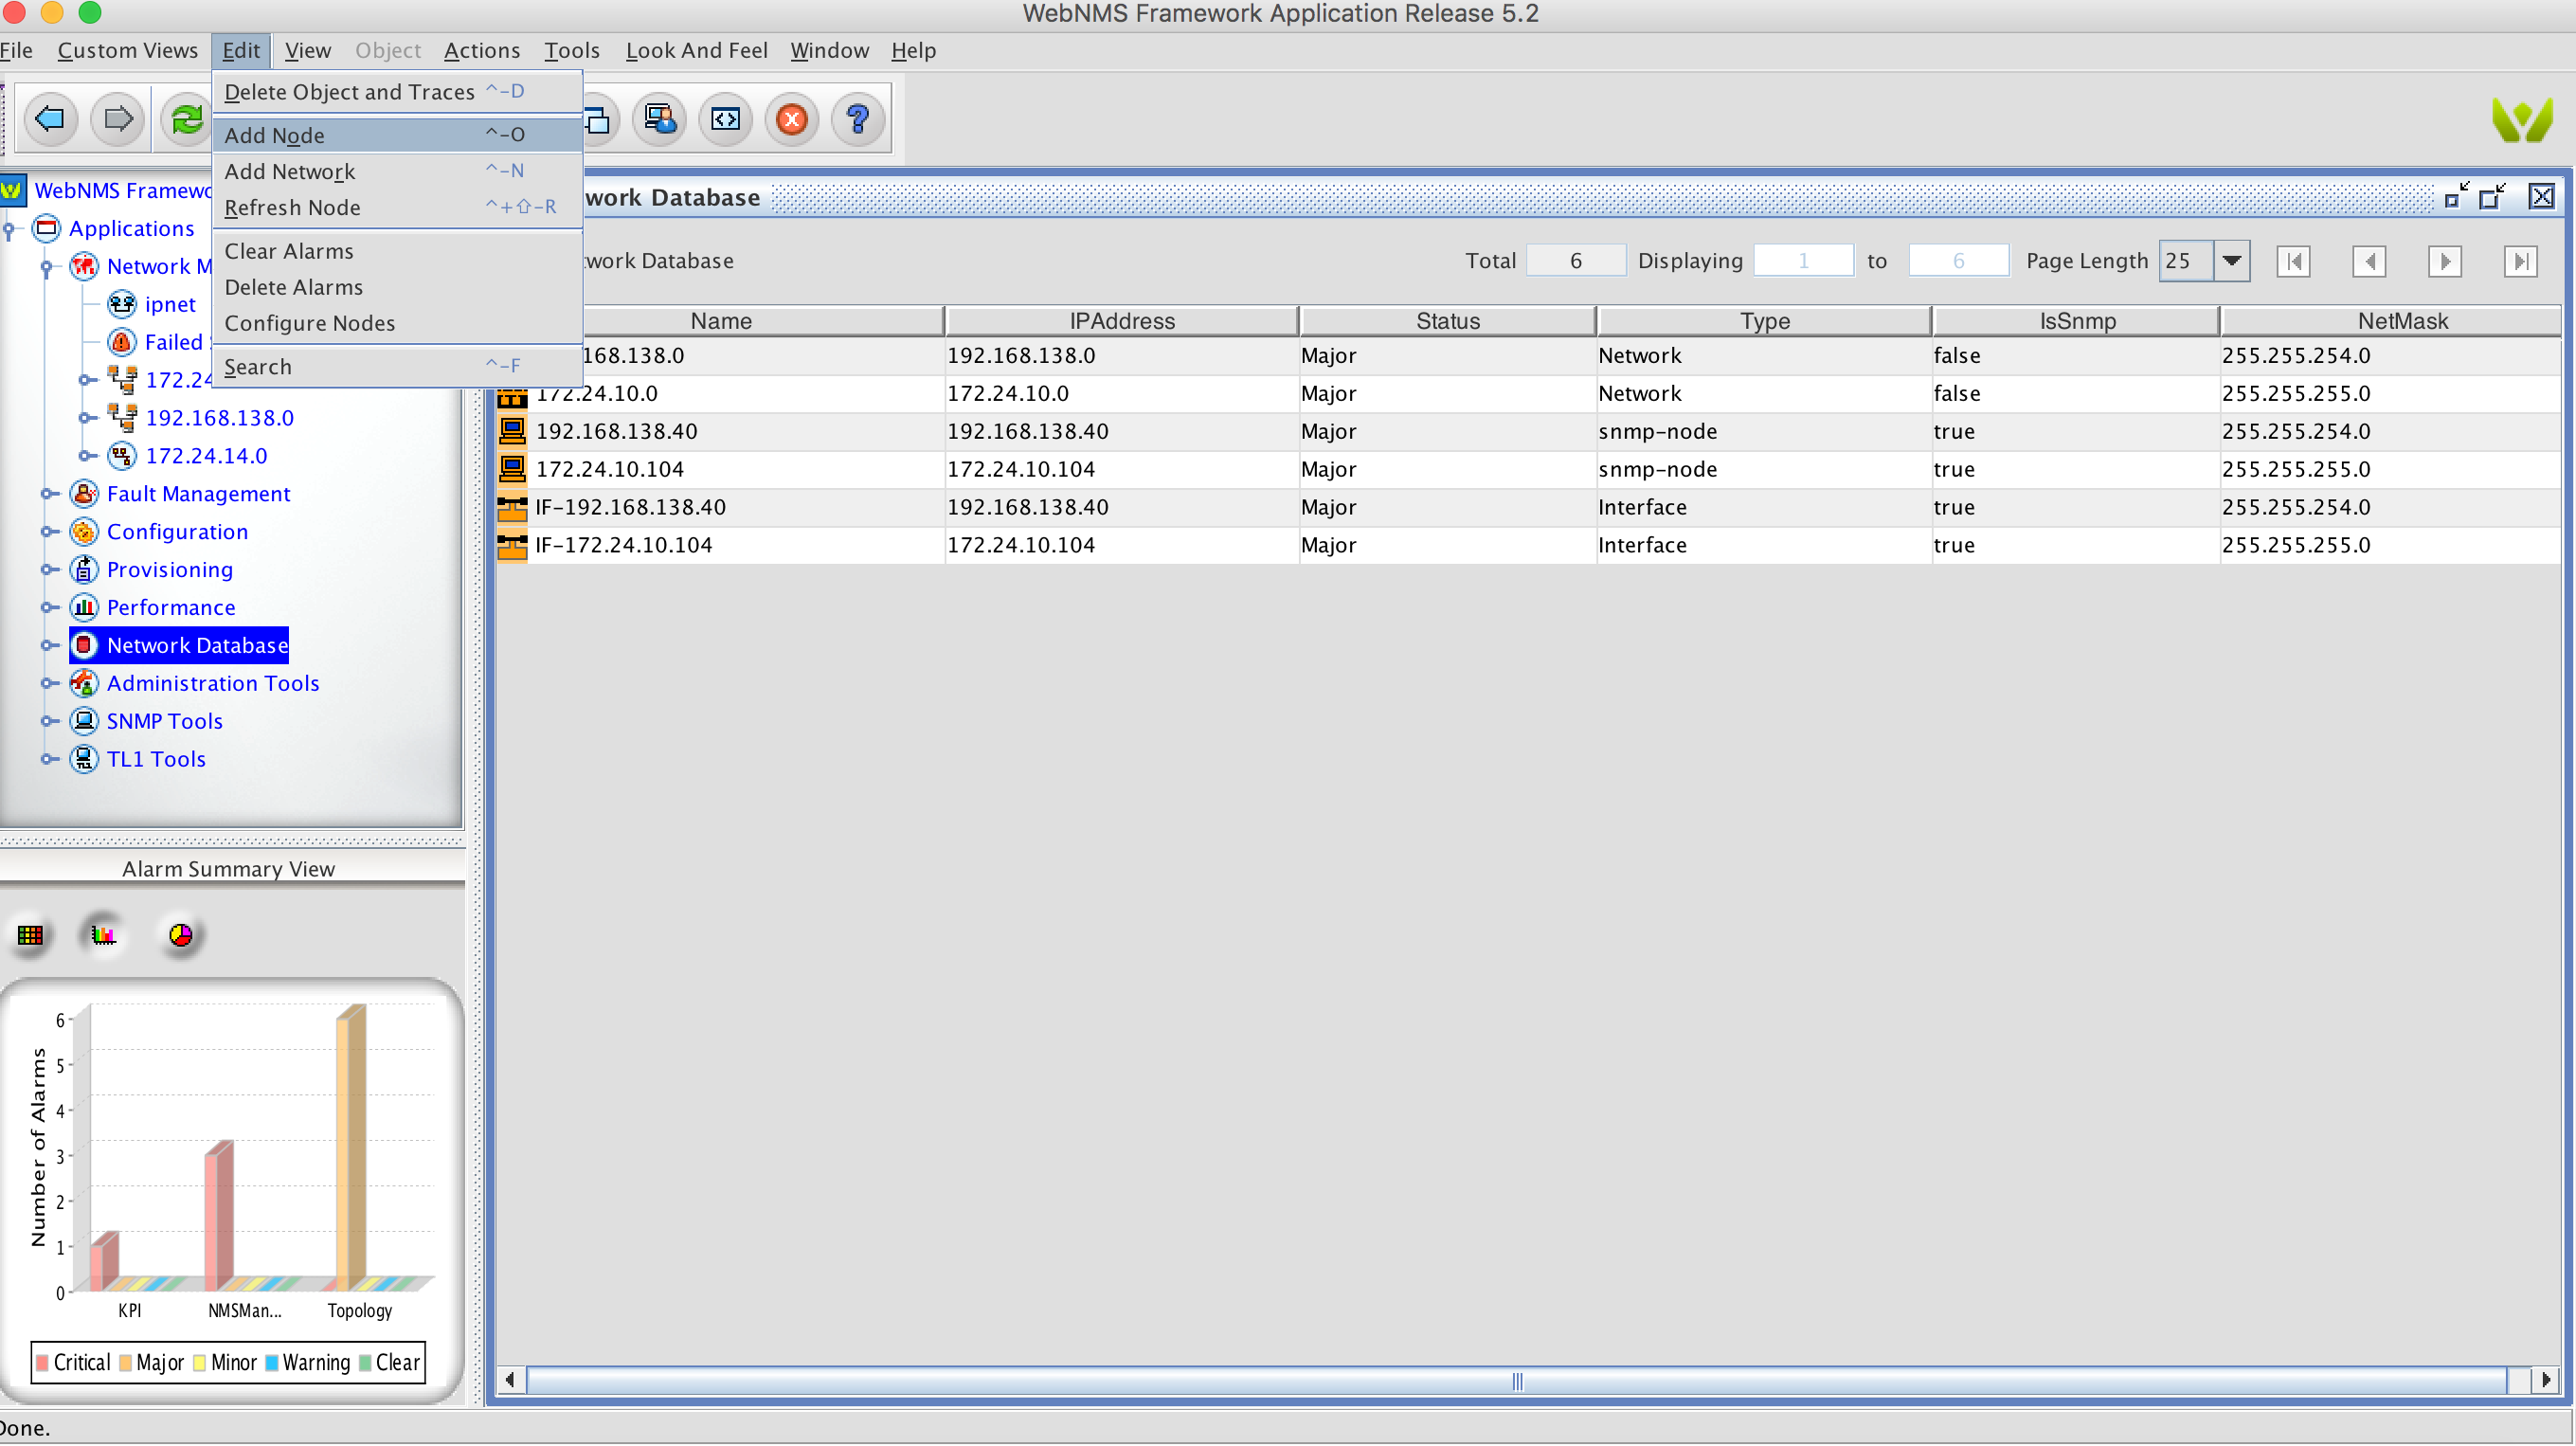 WebNMS Framework Application Release 5.2
File Custom Views Edit View Object Actions Tools Look And Feel Window Help
Delete Object and Traces ^-D
Add Node ^-O
Add Network ^-N
Refresh Node ^+⇧-R
Clear Alarms
Delete Alarms
Configure Nodes
Search ^-F
WebNMS Framewo
Applications
Network M
ipnet
Failed
172.24
192.168.138.0
172.24.14.0
Fault Management
Configuration
Provisioning
Performance
Network Database
Administration Tools
SNMP Tools
TL1 Tools
work Database
twork Database Total 6 Displaying 1 to 6 Page Length 25
Name IPAddress Status Type IsSnmp NetMask
168.138.0 192.168.138.0 Major Network false 255.255.254.0
172.24.10.0 172.24.10.0 Major Network false 255.255.255.0
192.168.138.40 192.168.138.40 Major snmp-node true 255.255.254.0
172.24.10.104 172.24.10.104 Major snmp-node true 255.255.255.0
IF-192.168.138.40 192.168.138.40 Major Interface true 255.255.254.0
IF-172.24.10.104 172.24.10.104 Major Interface true 255.255.255.0
Alarm Summary View
Number of Alarms
6
5
4
3
2
1
0
KPI NMSMan... Topology
Critical Major Minor Warning Clear
Done.